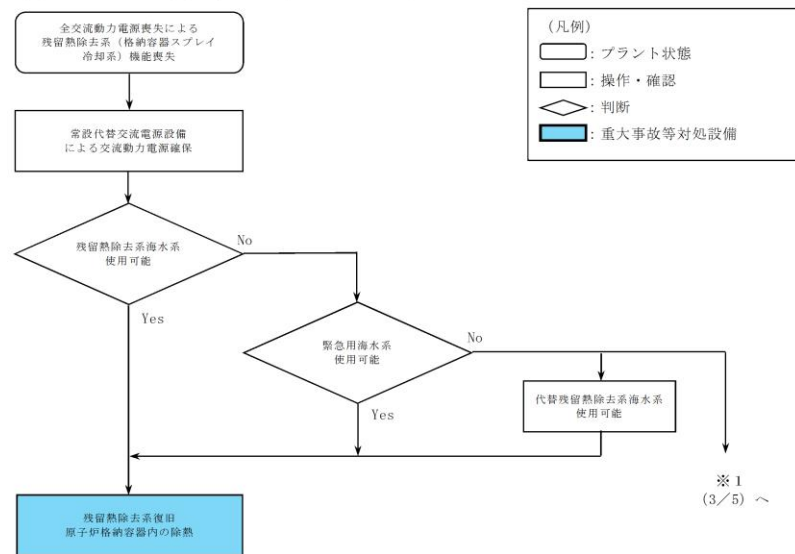 全交流動力電源喪失による
残留熱除去系（格納容器スプレイ
冷却系）機能喪失
（凡例）
：プラント状態
：操作・確認
：判断
：重大事故等対処設備
常設代替交流電源設備
による交流動力電源確保
残留熱除去系海水系
使用可能
No
Yes
緊急用海水系
使用可能
No
Yes
代替残留熱除去系海水系
使用可能
※１
（3／5）へ
残留熱除去系復旧
原子炉格納容器内の除熱